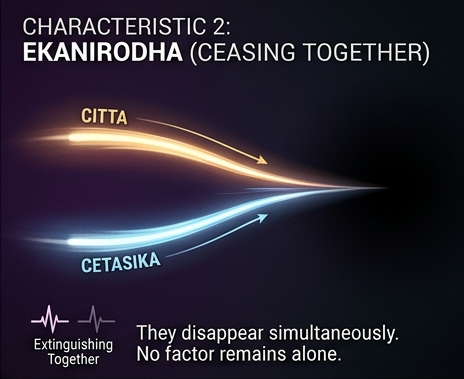 CHARACTERISTIC 2:
EKANIRODHA (CEASING TOGETHER)
CITTA
CETASIKA
Extinguishing
Together
They disappear simultaneously.
No factor remains alone.